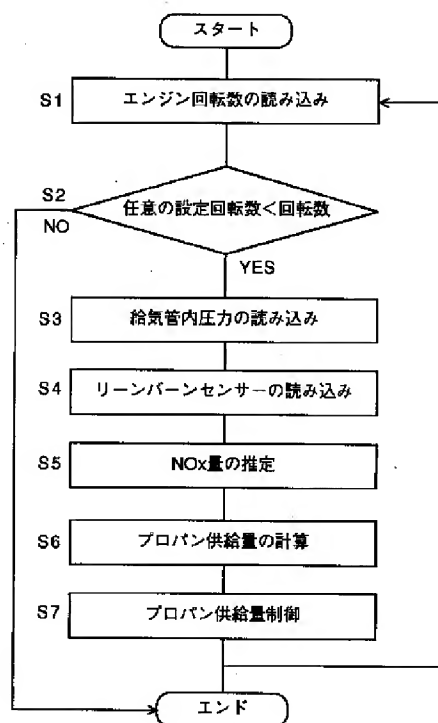 スタート
S1
エンジン回転数の読み込み
S2
任意の設定回転数<回転数
NO
YES
S3
給気管内圧力の読み込み
S4
リーンバーンセンサーの読み込み
S5
NOx量の推定
S6
プロパン供給量の計算
S7
プロパン供給量制御
エンド